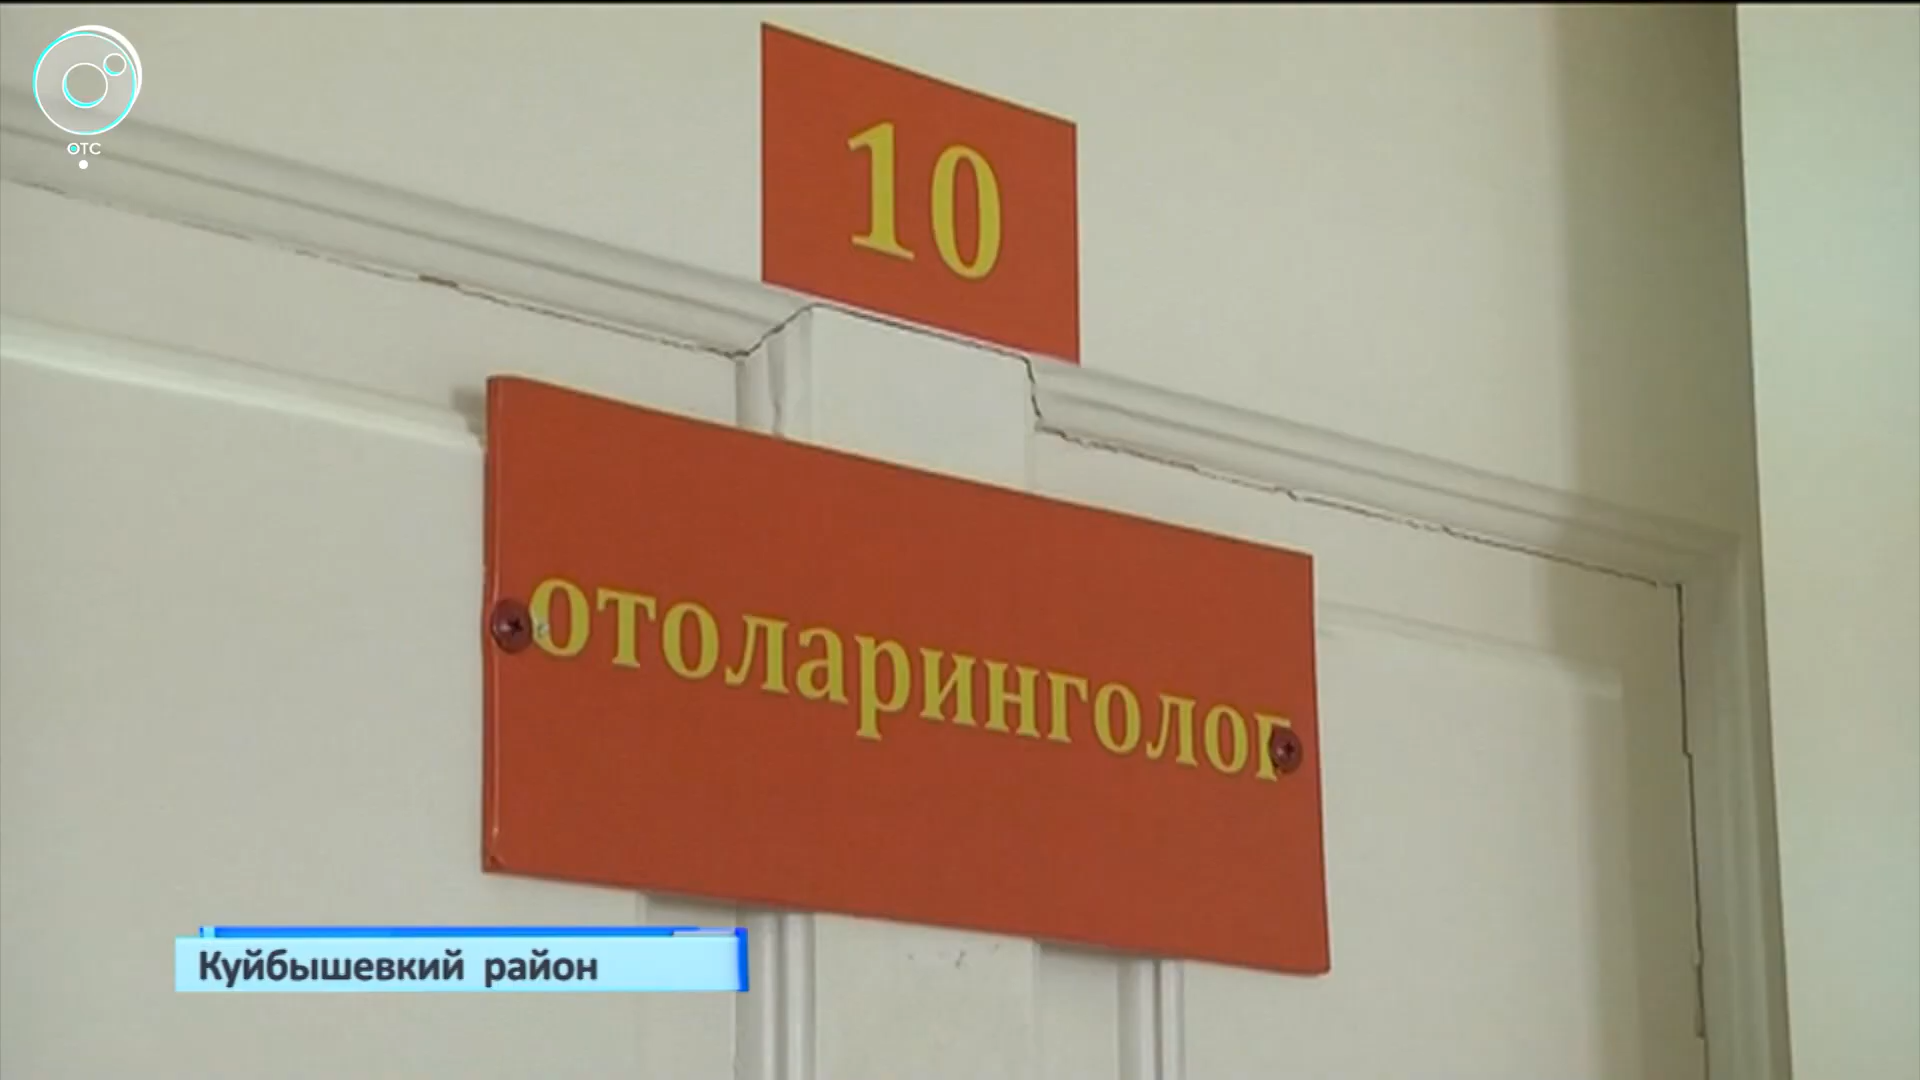 ОТС
10
отоларинголог
Куйбышевкий район